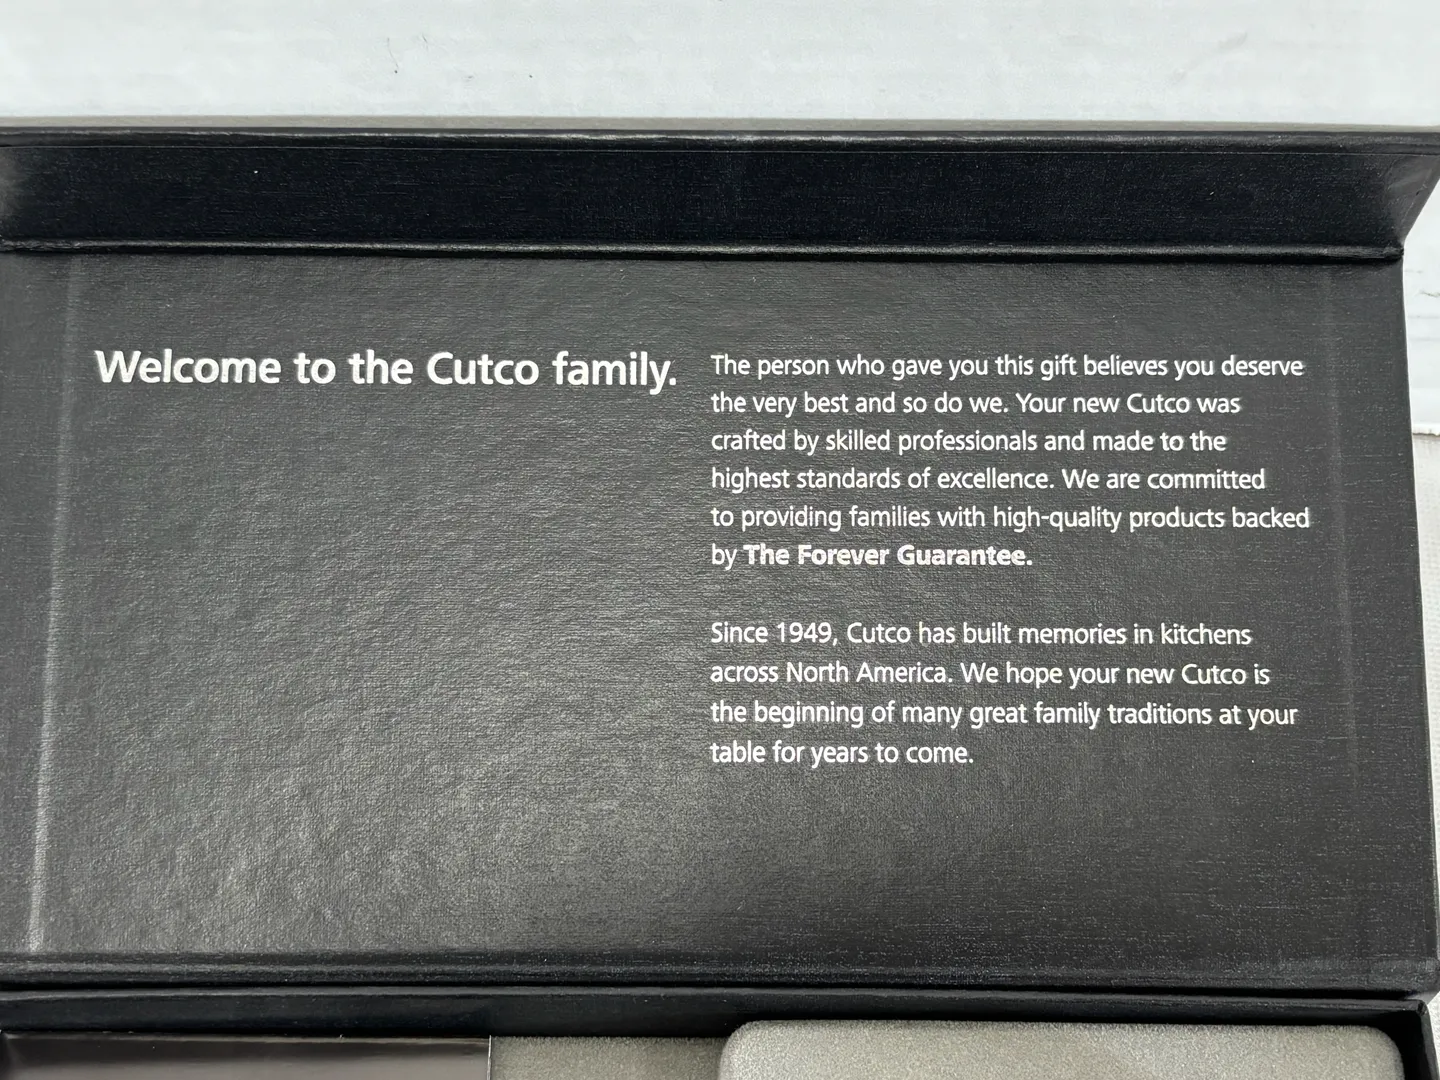 Welcome to the Cutco family.
The person who gave you this gift believes you deserve
the very best and so do we. Your new Cutco was
crafted by skilled professionals and made to the
highest standards of excellence. We are committed
to providing families with high-quality products backed
by The Forever Guarantee.
Since 1949, Cutco has built memories in kitchens
across North America. We hope your new Cutco is
the beginning of many great family traditions at your
table for years to come.